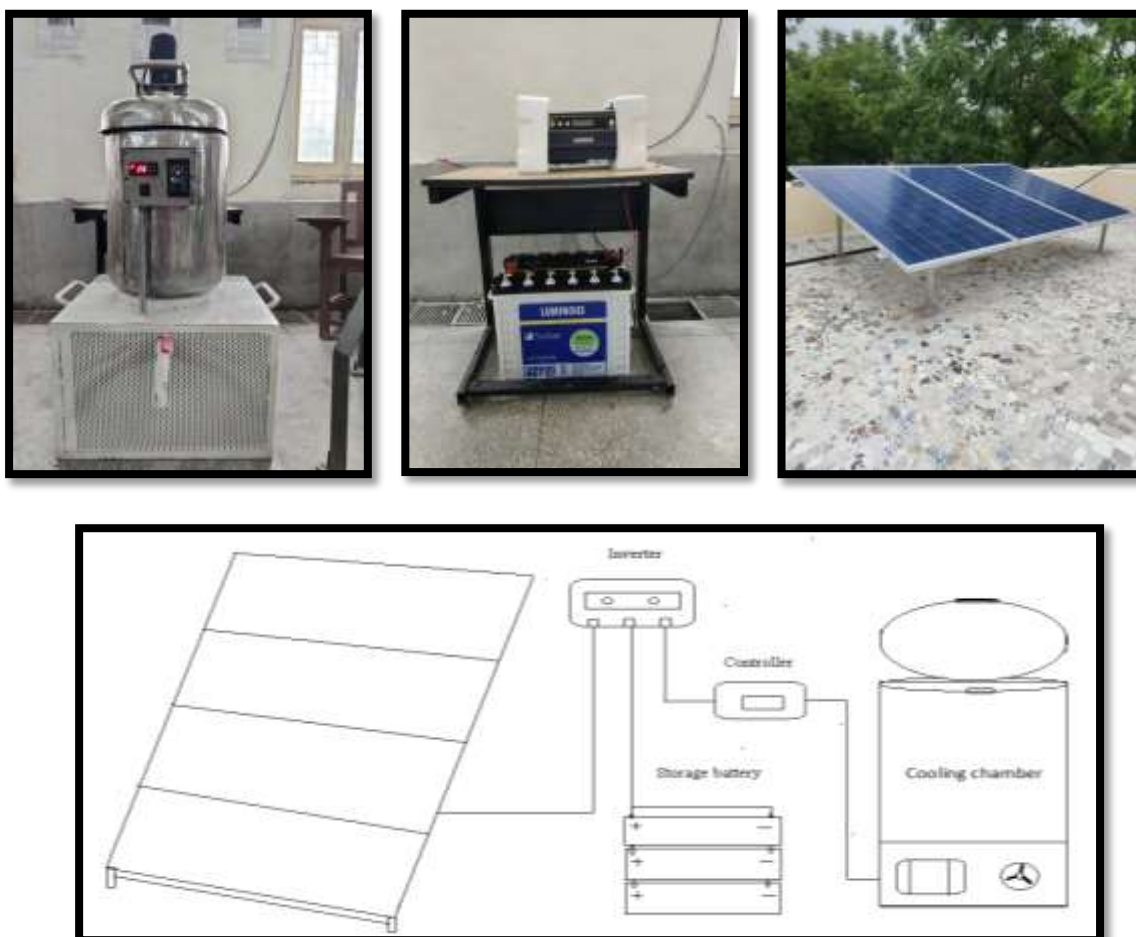 LUMINOUS
Inverter
Controller
Storage battery
Cooling chamber
+ −
+ −
+ −